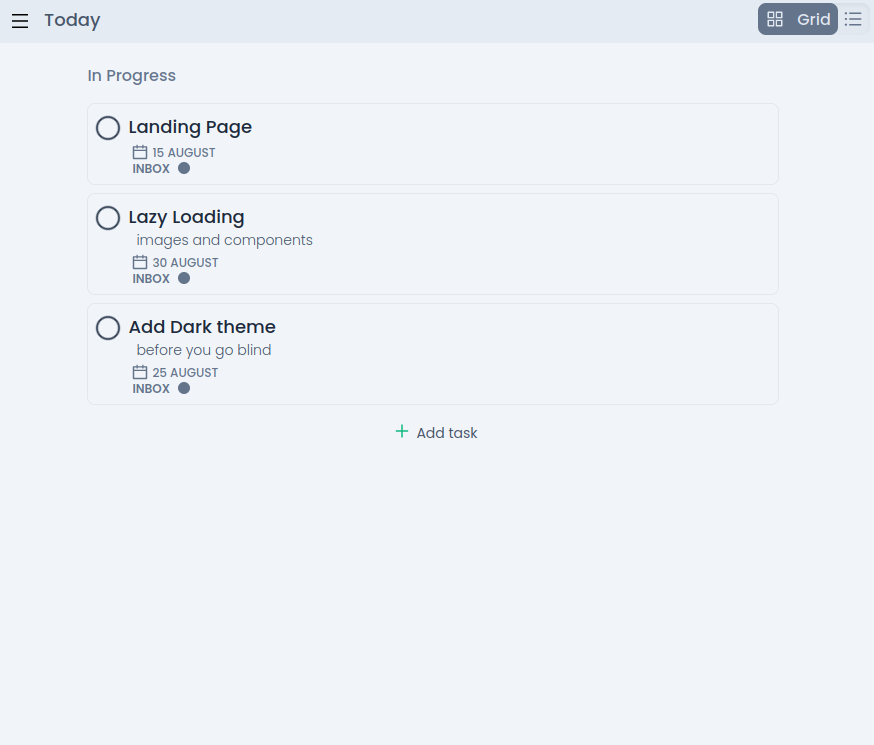 Today
Grid
In Progress
Landing Page
15 AUGUST
INBOX
Lazy Loading
images and components
30 AUGUST
INBOX
Add Dark theme
before you go blind
25 AUGUST
INBOX
Add task